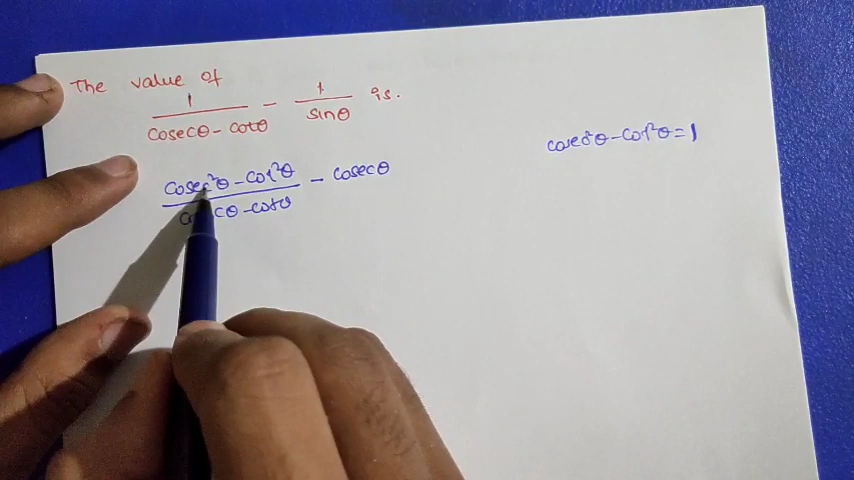 The value of
1/(cosecθ - cotθ) - 1/sinθ is.
cosec²θ - cot²θ = 1
(cosec²θ - cot²θ)/(cosecθ - cotθ) - cosecθ